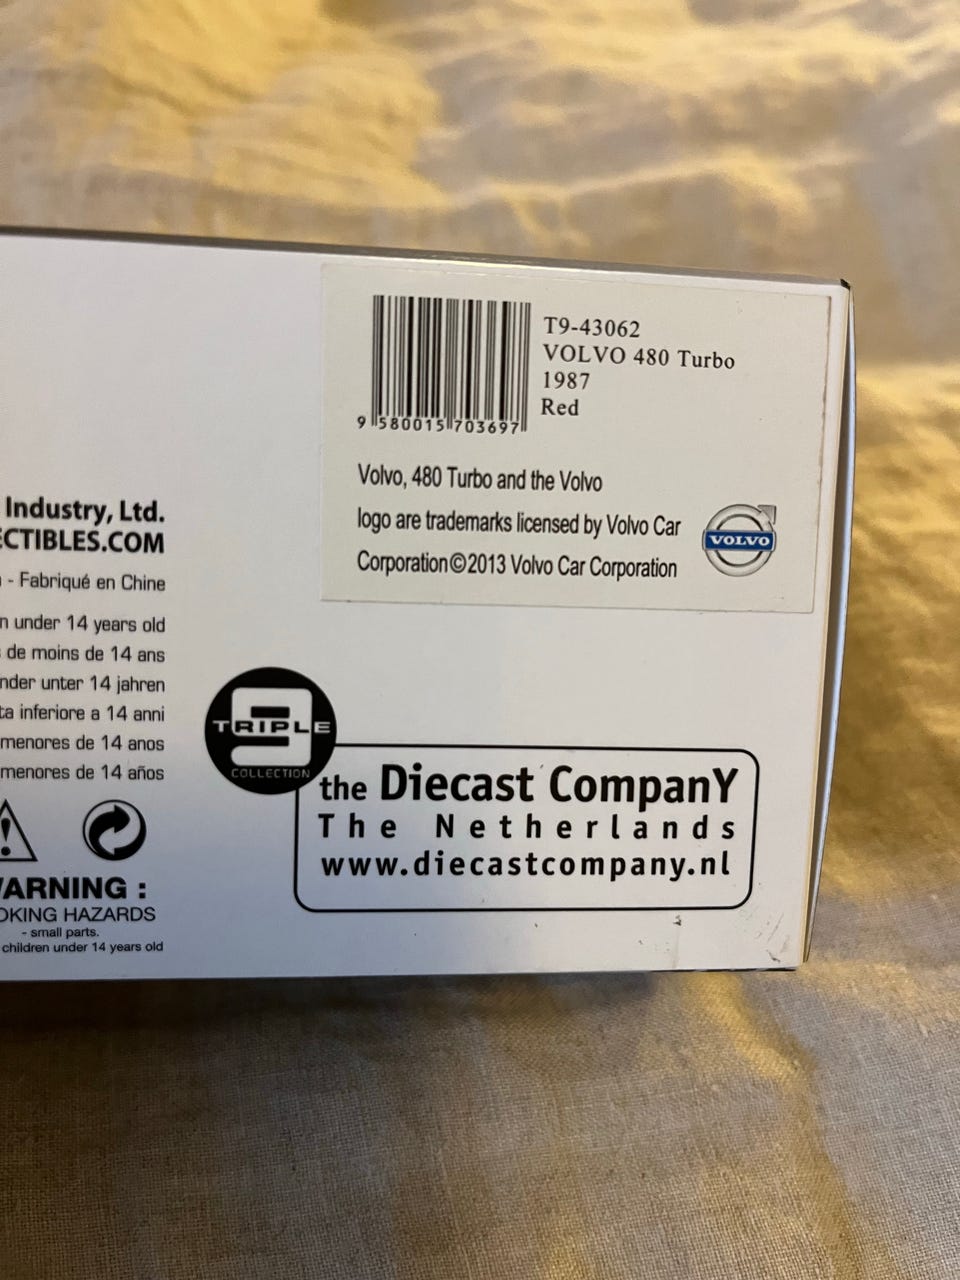 T9-43062
VOLVO 480 Turbo
1987
Red
9 580015 703697
Volvo, 480 Turbo and the Volvo
logo are trademarks licensed by Volvo Car
Corporation©2013 Volvo Car Corporation
VOLVO
Industry, Ltd.
ECTIBLES.COM
- Fabriqué en Chine
n under 14 years old
de moins de 14 ans
nder unter 14 jahren
ta inferiore a 14 anni
menores de 14 anos
menores de 14 años
WARNING :
OKING HAZARDS
- small parts.
children under 14 years old
TRIPLE
9
COLLECTION
the Diecast CompanY
The Netherlands
www.diecastcompany.nl